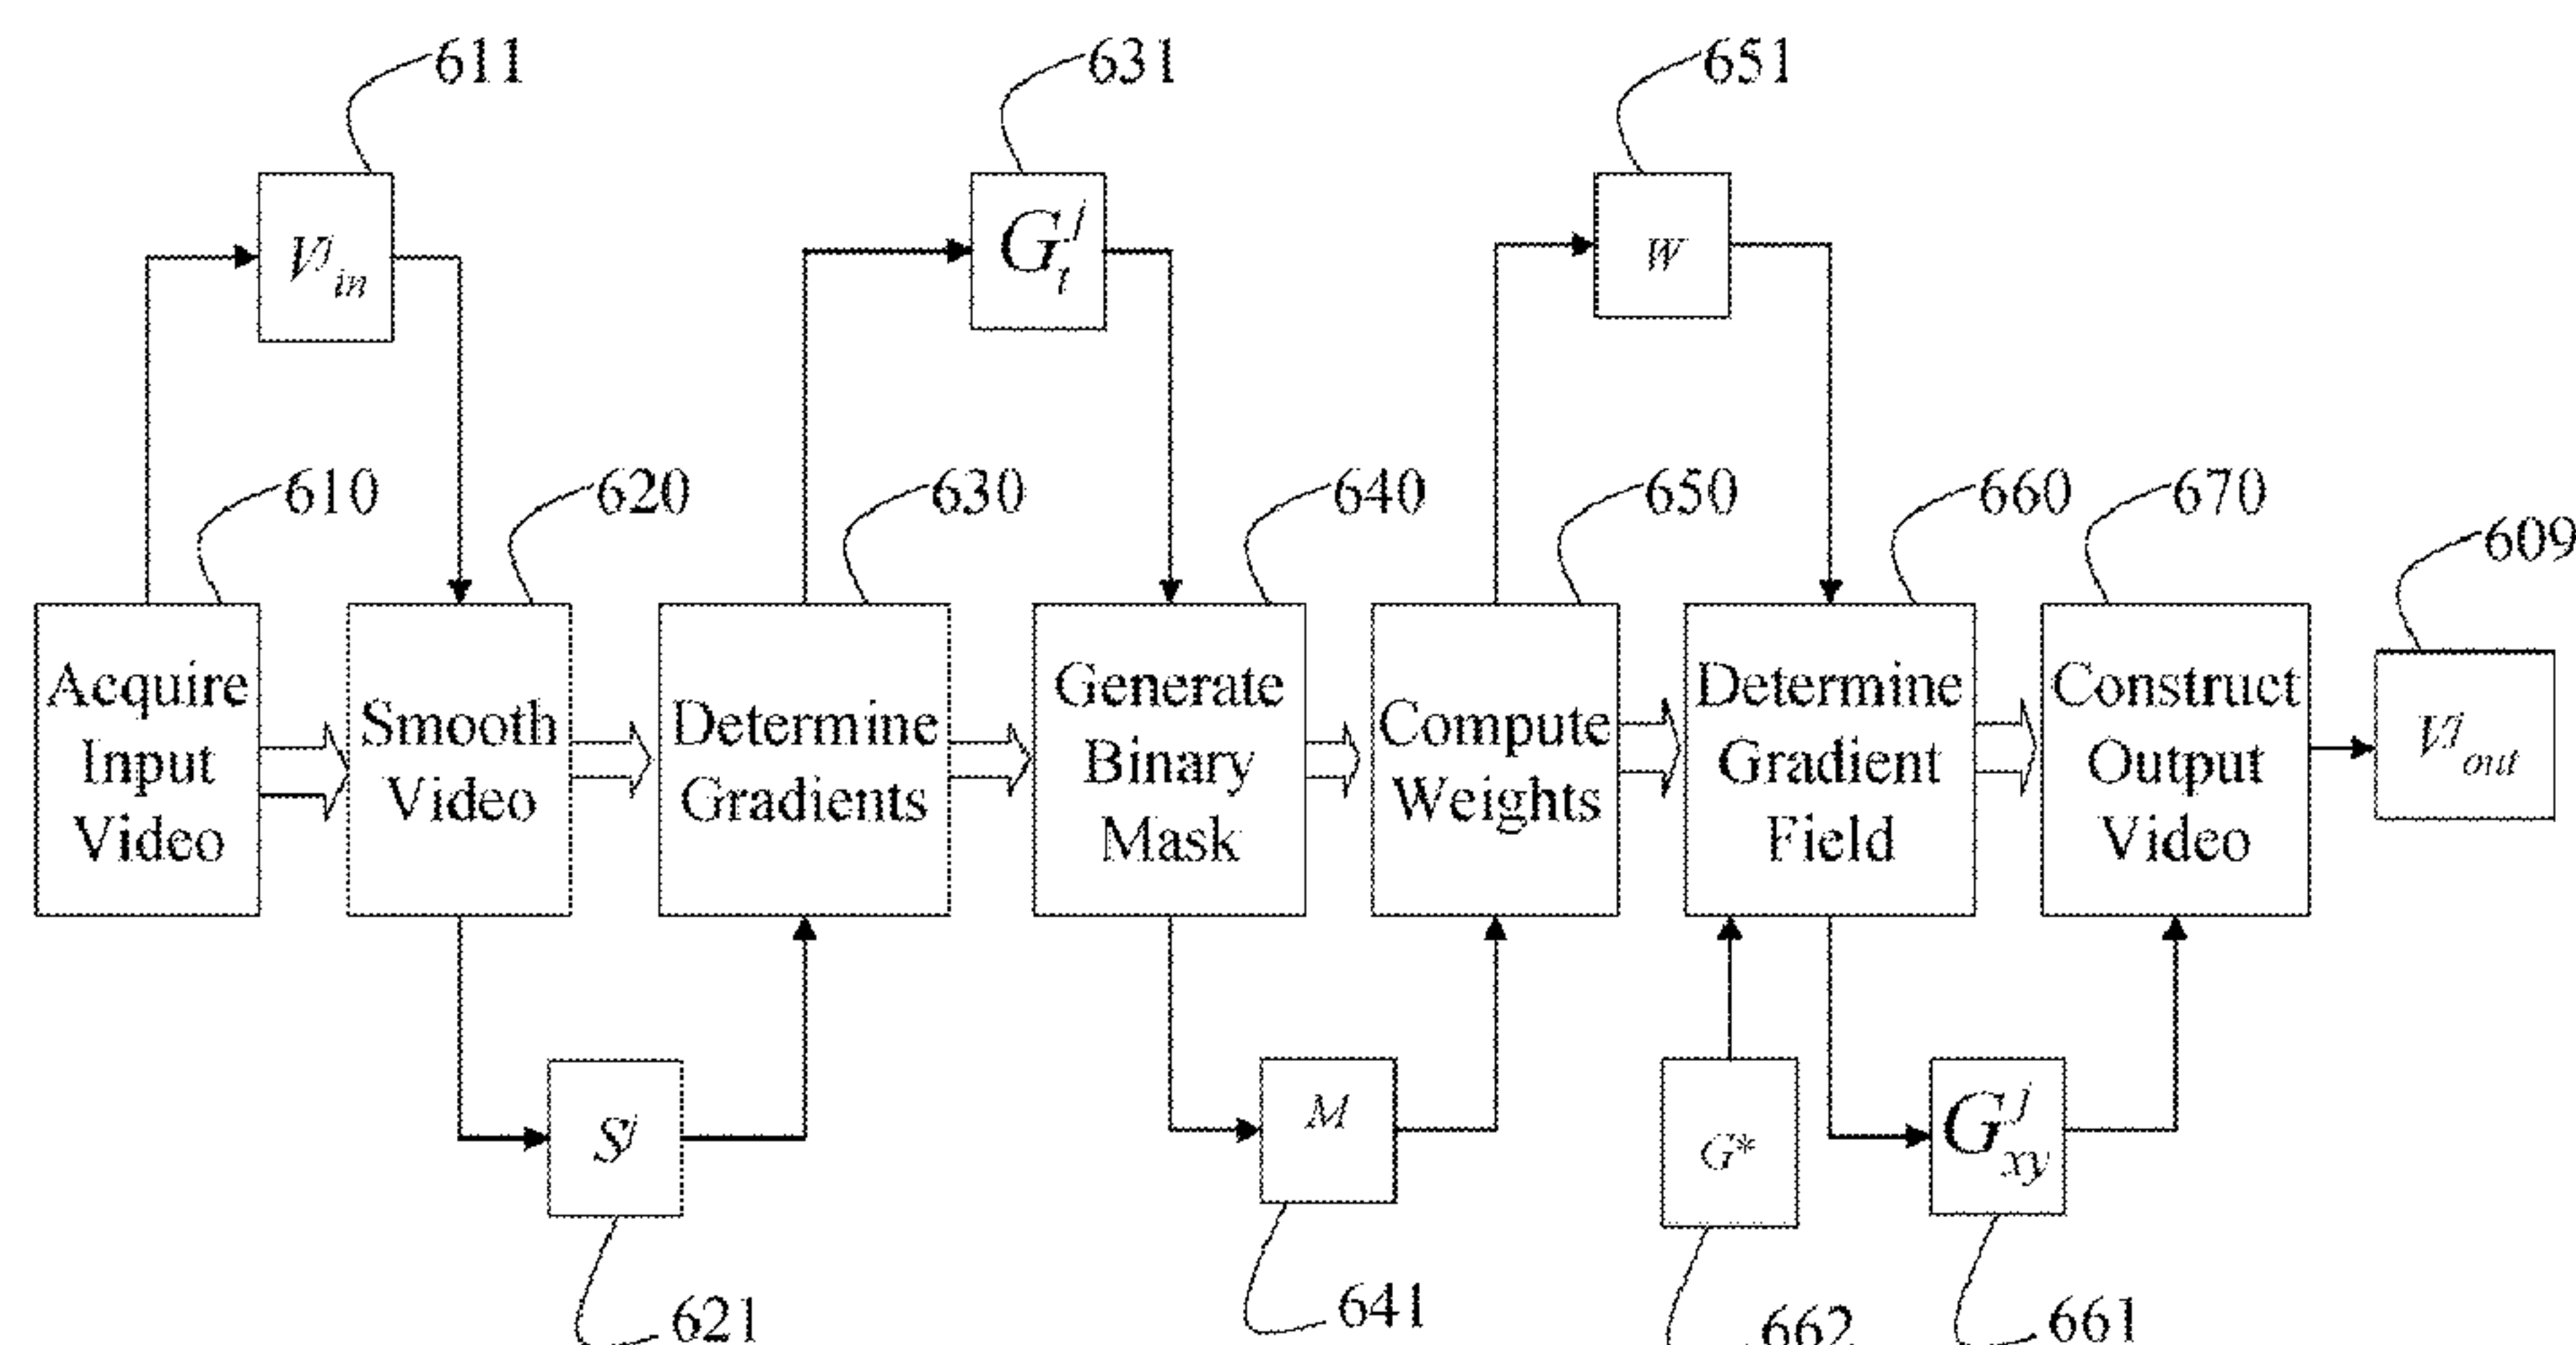 611
631
651
V^j_in
G^j_t
W
610
620
630
640
650
660
670
609
Acquire
Input
Video
Smooth
Video
Determine
Gradients
Generate
Binary
Mask
Compute
Weights
Determine
Gradient
Field
Construct
Output
Video
V^j_out
S^j
M
G*
G^j_xy
621
641
662
661